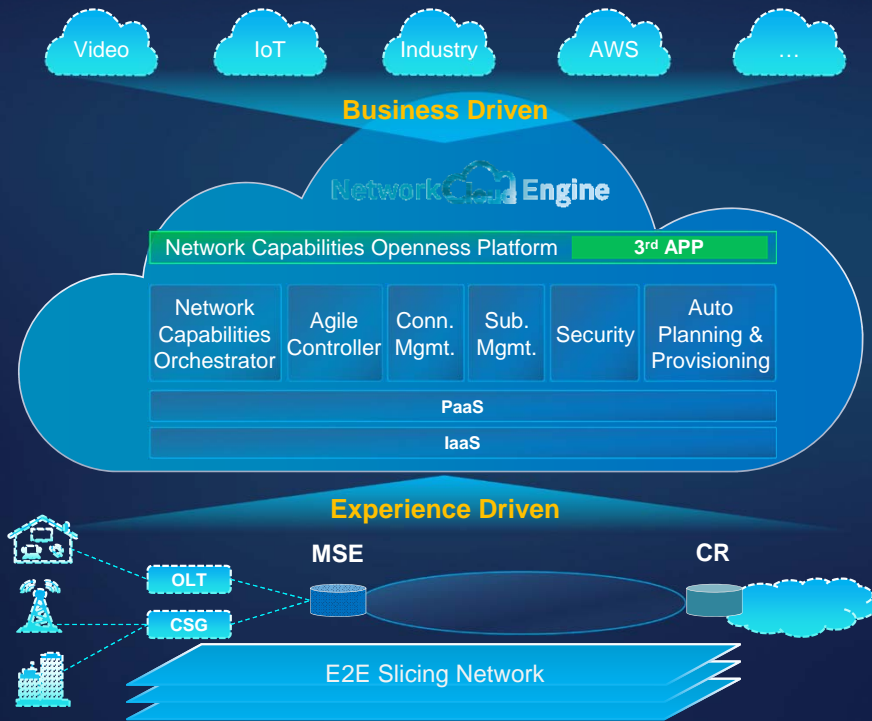 Video
IoT
Industry
AWS
...
Business Driven
Network Cloud Engine
Network Capabilities Openness Platform
3rd APP
Network
Capabilities
Orchestrator
Agile
Controller
Conn.
Mgmt.
Sub.
Mgmt.
Security
Auto
Planning &
Provisioning
PaaS
IaaS
Experience Driven
MSE
CR
OLT
CSG
E2E Slicing Network